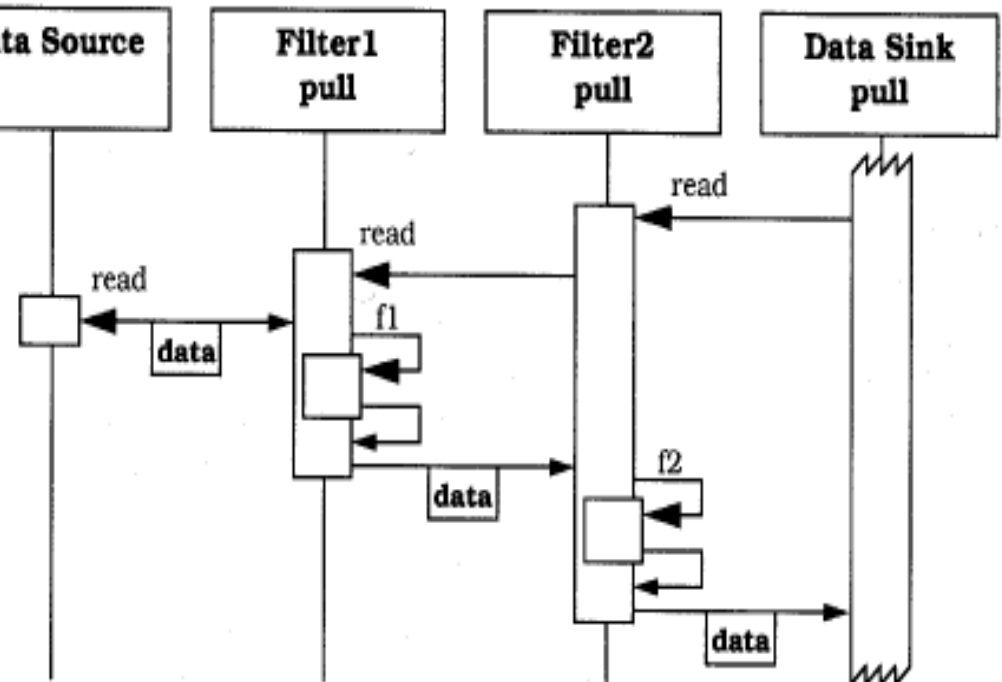 ta Source
Filter1
pull
Filter2
pull
Data Sink
pull
read
read
read
f1
data
data
f2
data